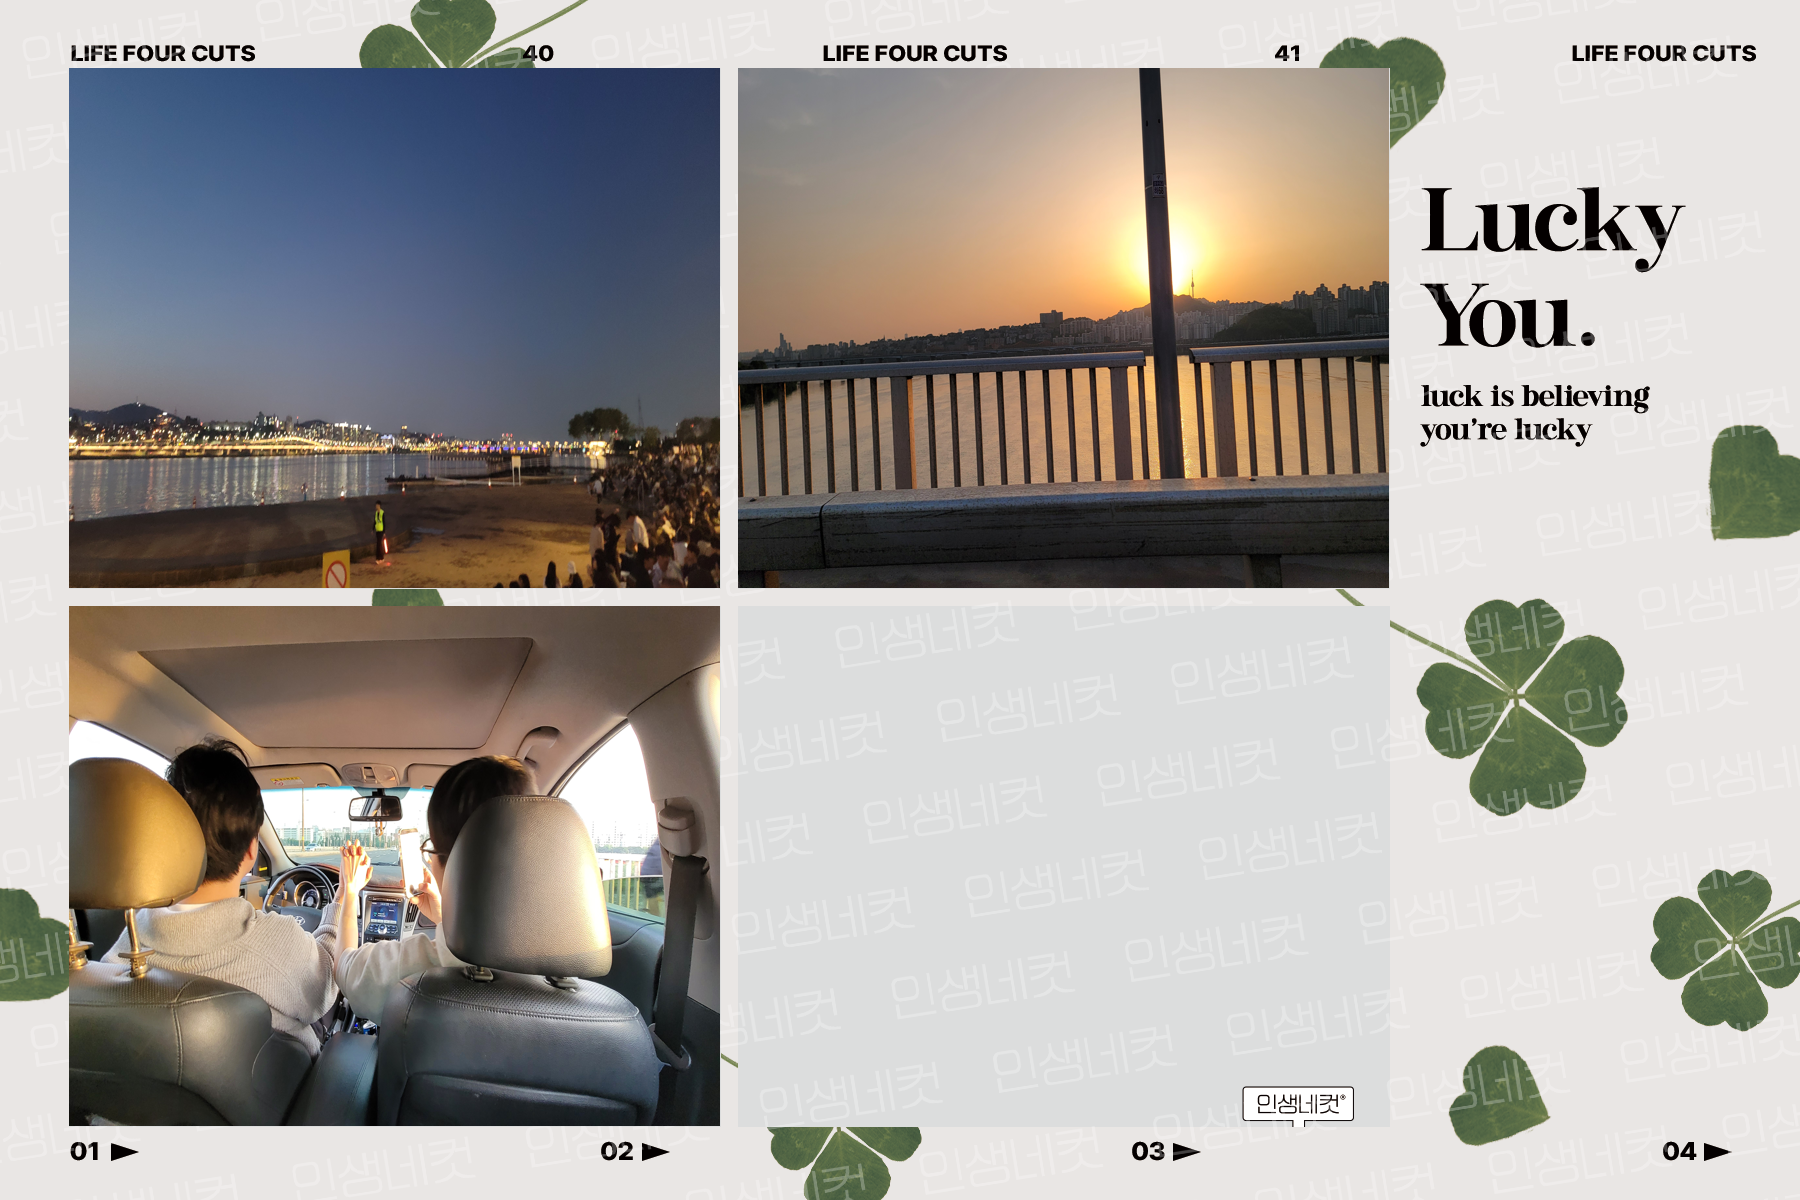 LIFE FOUR CUTS
40
LIFE FOUR CUTS
41
LIFE FOUR CUTS
Lucky
You.
luck is believing
you're lucky
인생네컷®
01
02
03
04